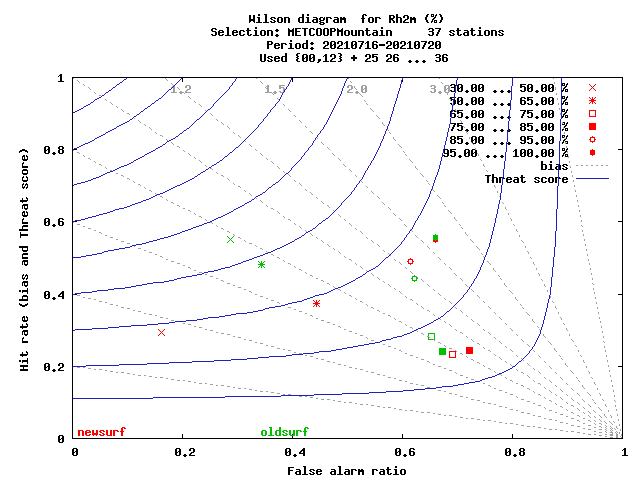 Wilson diagram  for Rh2m (%)
Selection: METCOOPMountain     37 stations
Period: 20210716-20210720
Used {00,12} + 25 26 ... 36
1
1.2
1.5
2.0
3.0
30.00 ... 50.00 %
50.00 ... 65.00 %
65.00 ... 75.00 %
75.00 ... 85.00 %
85.00 ... 95.00 %
95.00 ... 100.00 %
bias
Threat score
0.8
0.6
0.4
0.2
0
Hit rate (bias and Threat score)
newsurf
oldsurf
0
0.2
0.4
0.6
0.8
1
False alarm ratio